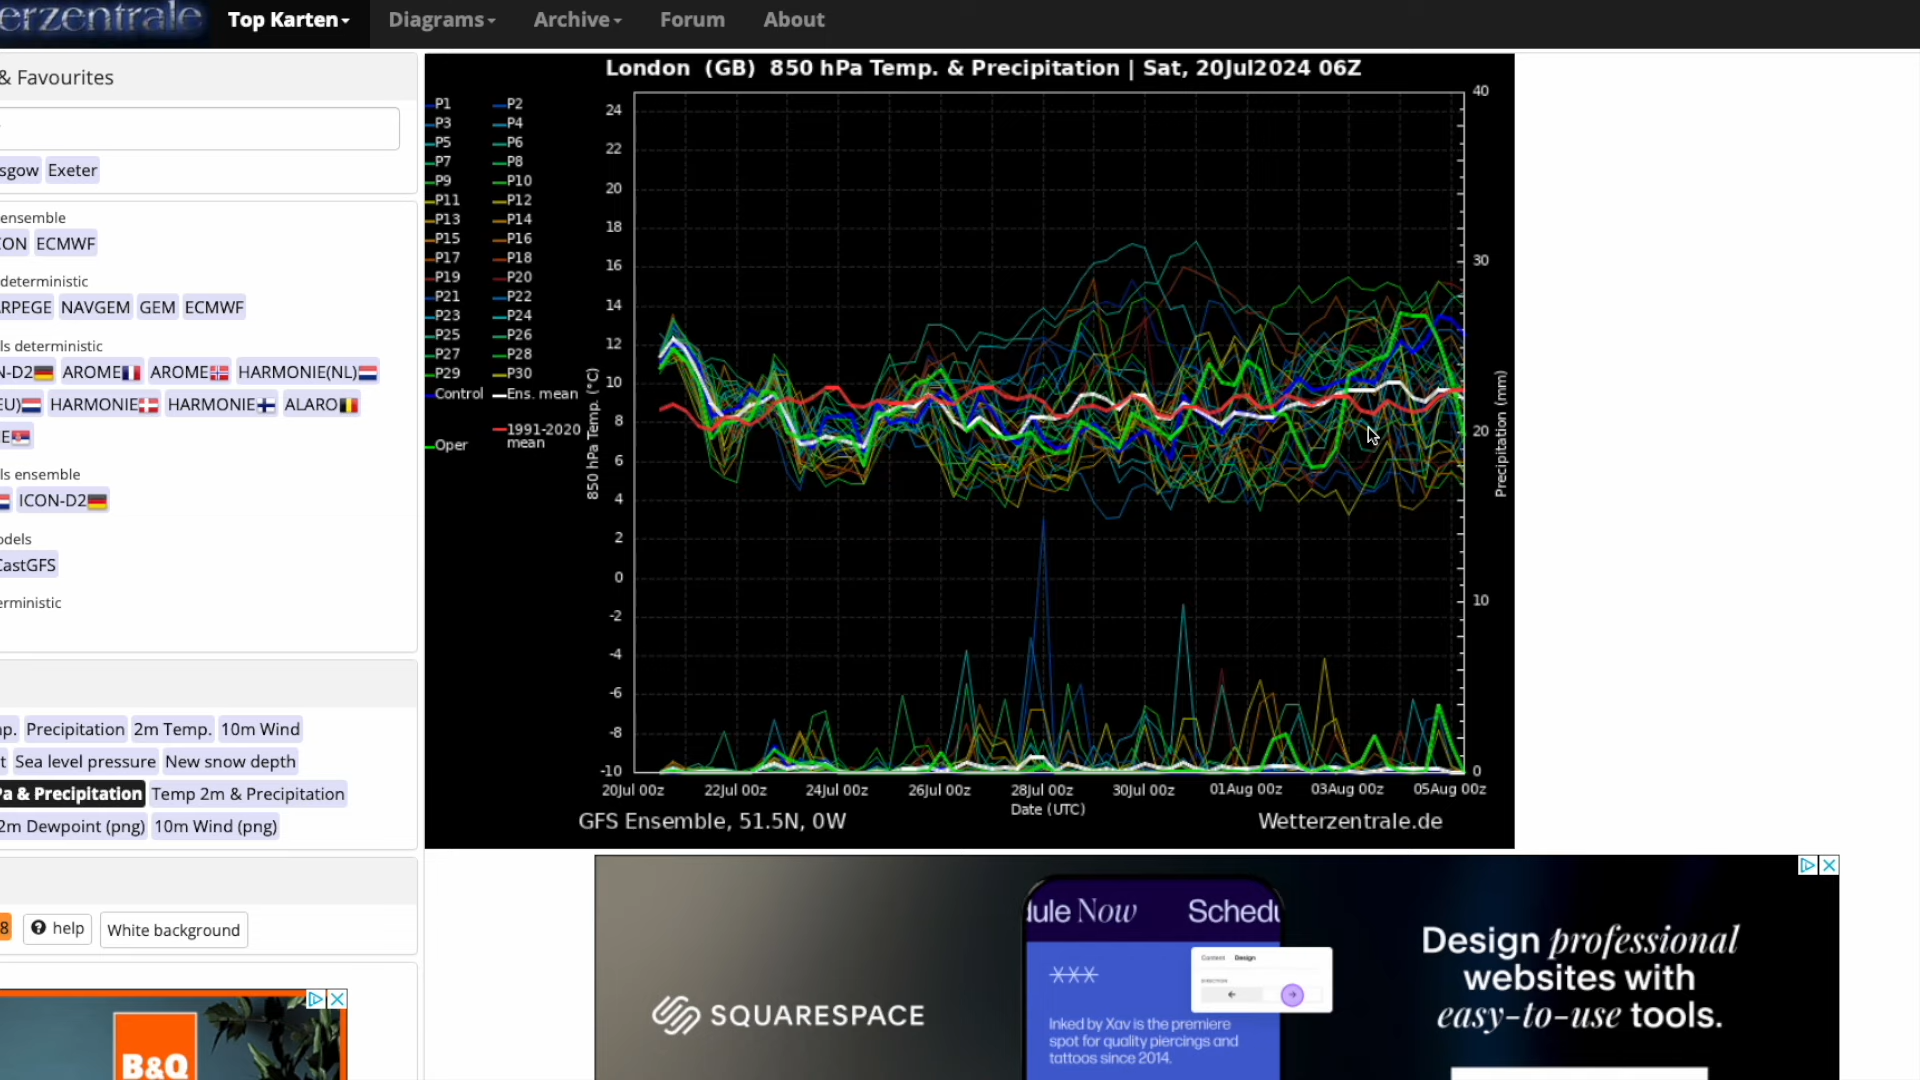 erzentrale
Top Karten
Diagrams
Archive
Forum
About
& Favourites
sgow Exeter
ensemble
CON ECMWF
deterministic
ARPEGE NAVGEM GEM ECMWF
ls deterministic
N-D2 AROME AROME HARMONIE(NL)
EU) HARMONIE HARMONIE ALARO
E
ls ensemble
ICON-D2
odels
CastGFS
erministic
p. Precipitation 2m Temp. 10m Wind
t Sea level pressure New snow depth
Pa & Precipitation Temp 2m & Precipitation
2m Dewpoint (png) 10m Wind (png)
8 help White background
B&Q
London (GB) 850 hPa Temp. & Precipitation | Sat, 20Jul2024 06Z
P1 P2
P3 P4
P5 P6
P7 P8
P9 P10
P11 P12
P13 P14
P15 P16
P17 P18
P19 P20
P21 P22
P23 P24
P25 P26
P27 P28
P29 P30
Control Ens. mean
1991-2020
mean
Oper
850 hPa Temp. (°C)
24
22
20
18
16
14
12
10
8
6
4
2
0
-2
-4
-6
-8
-10
40
30
20
10
0
Precipitation (mm)
20Jul 00z 22Jul 00z 24Jul 00z 26Jul 00z 28Jul 00z 30Jul 00z 01Aug 00z 03Aug 00z 05Aug 00z
Date (UTC)
GFS Ensemble, 51.5N, 0W
Wetterzentrale.de
SQUARESPACE
dule Now Schedu
Content Design
DIRECTION
Inked by Xav is the premiere
spot for quality piercings and
tattoos since 2014.
Design professional
websites with
easy-to-use tools.